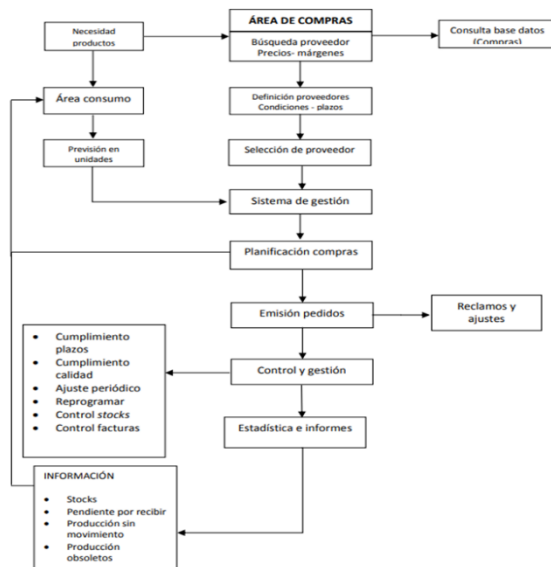 Necesidad
productos
ÁREA DE COMPRAS
Búsqueda proveedor
Precios- márgenes
Consulta base datos
(Compras)
Área consumo
Definición proveedores
Condiciones - plazos
Previsión en
unidades
Selección de proveedor
Sistema de gestión
Planificación compras
Emisión pedidos
Reclamos y
ajustes
• Cumplimiento
plazos
• Cumplimiento
calidad
• Ajuste periódico
• Reprogramar
• Control stocks
• Control facturas
Control y gestión
Estadística e informes
INFORMACIÓN
• Stocks
• Pendiente por recibir
• Producción sin
movimiento
• Producción
obsoletos